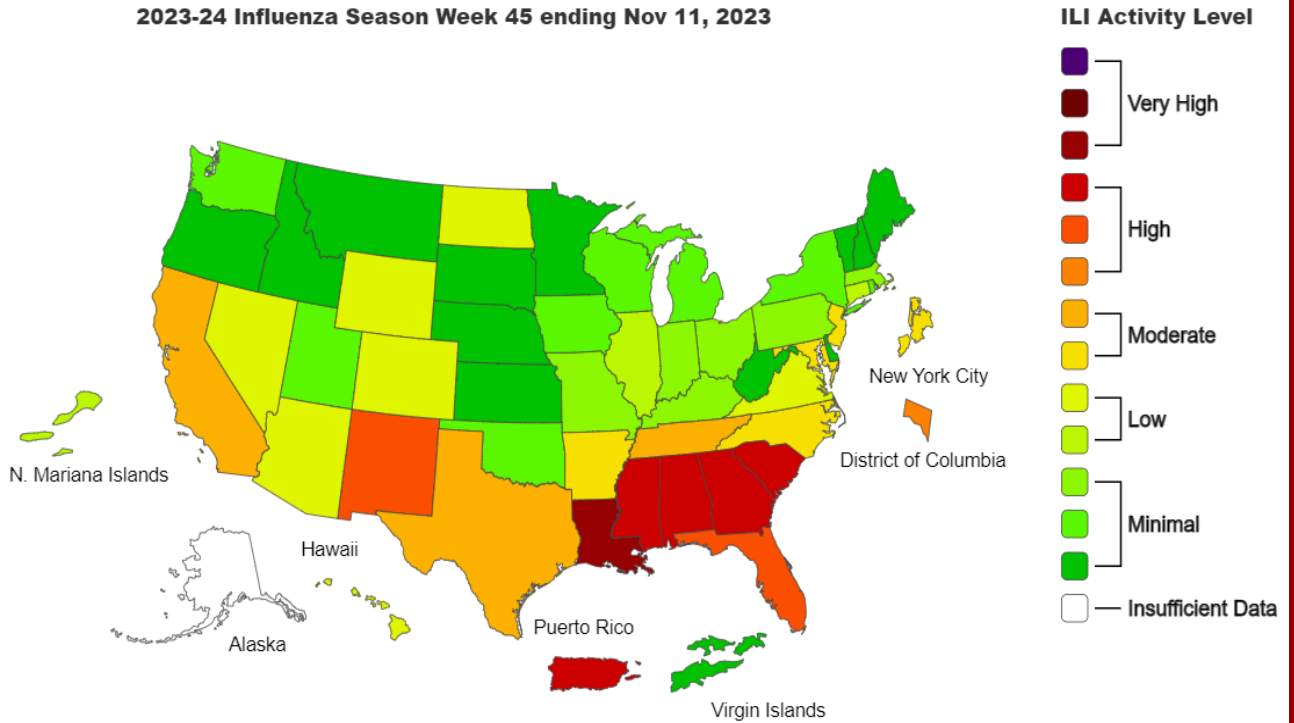 2023-24 Influenza Season Week 45 ending Nov 11, 2023
ILI Activity Level
Very High
High
Moderate
Low
Minimal
Insufficient Data
New York City
District of Columbia
N. Mariana Islands
Hawaii
Alaska
Puerto Rico
Virgin Islands